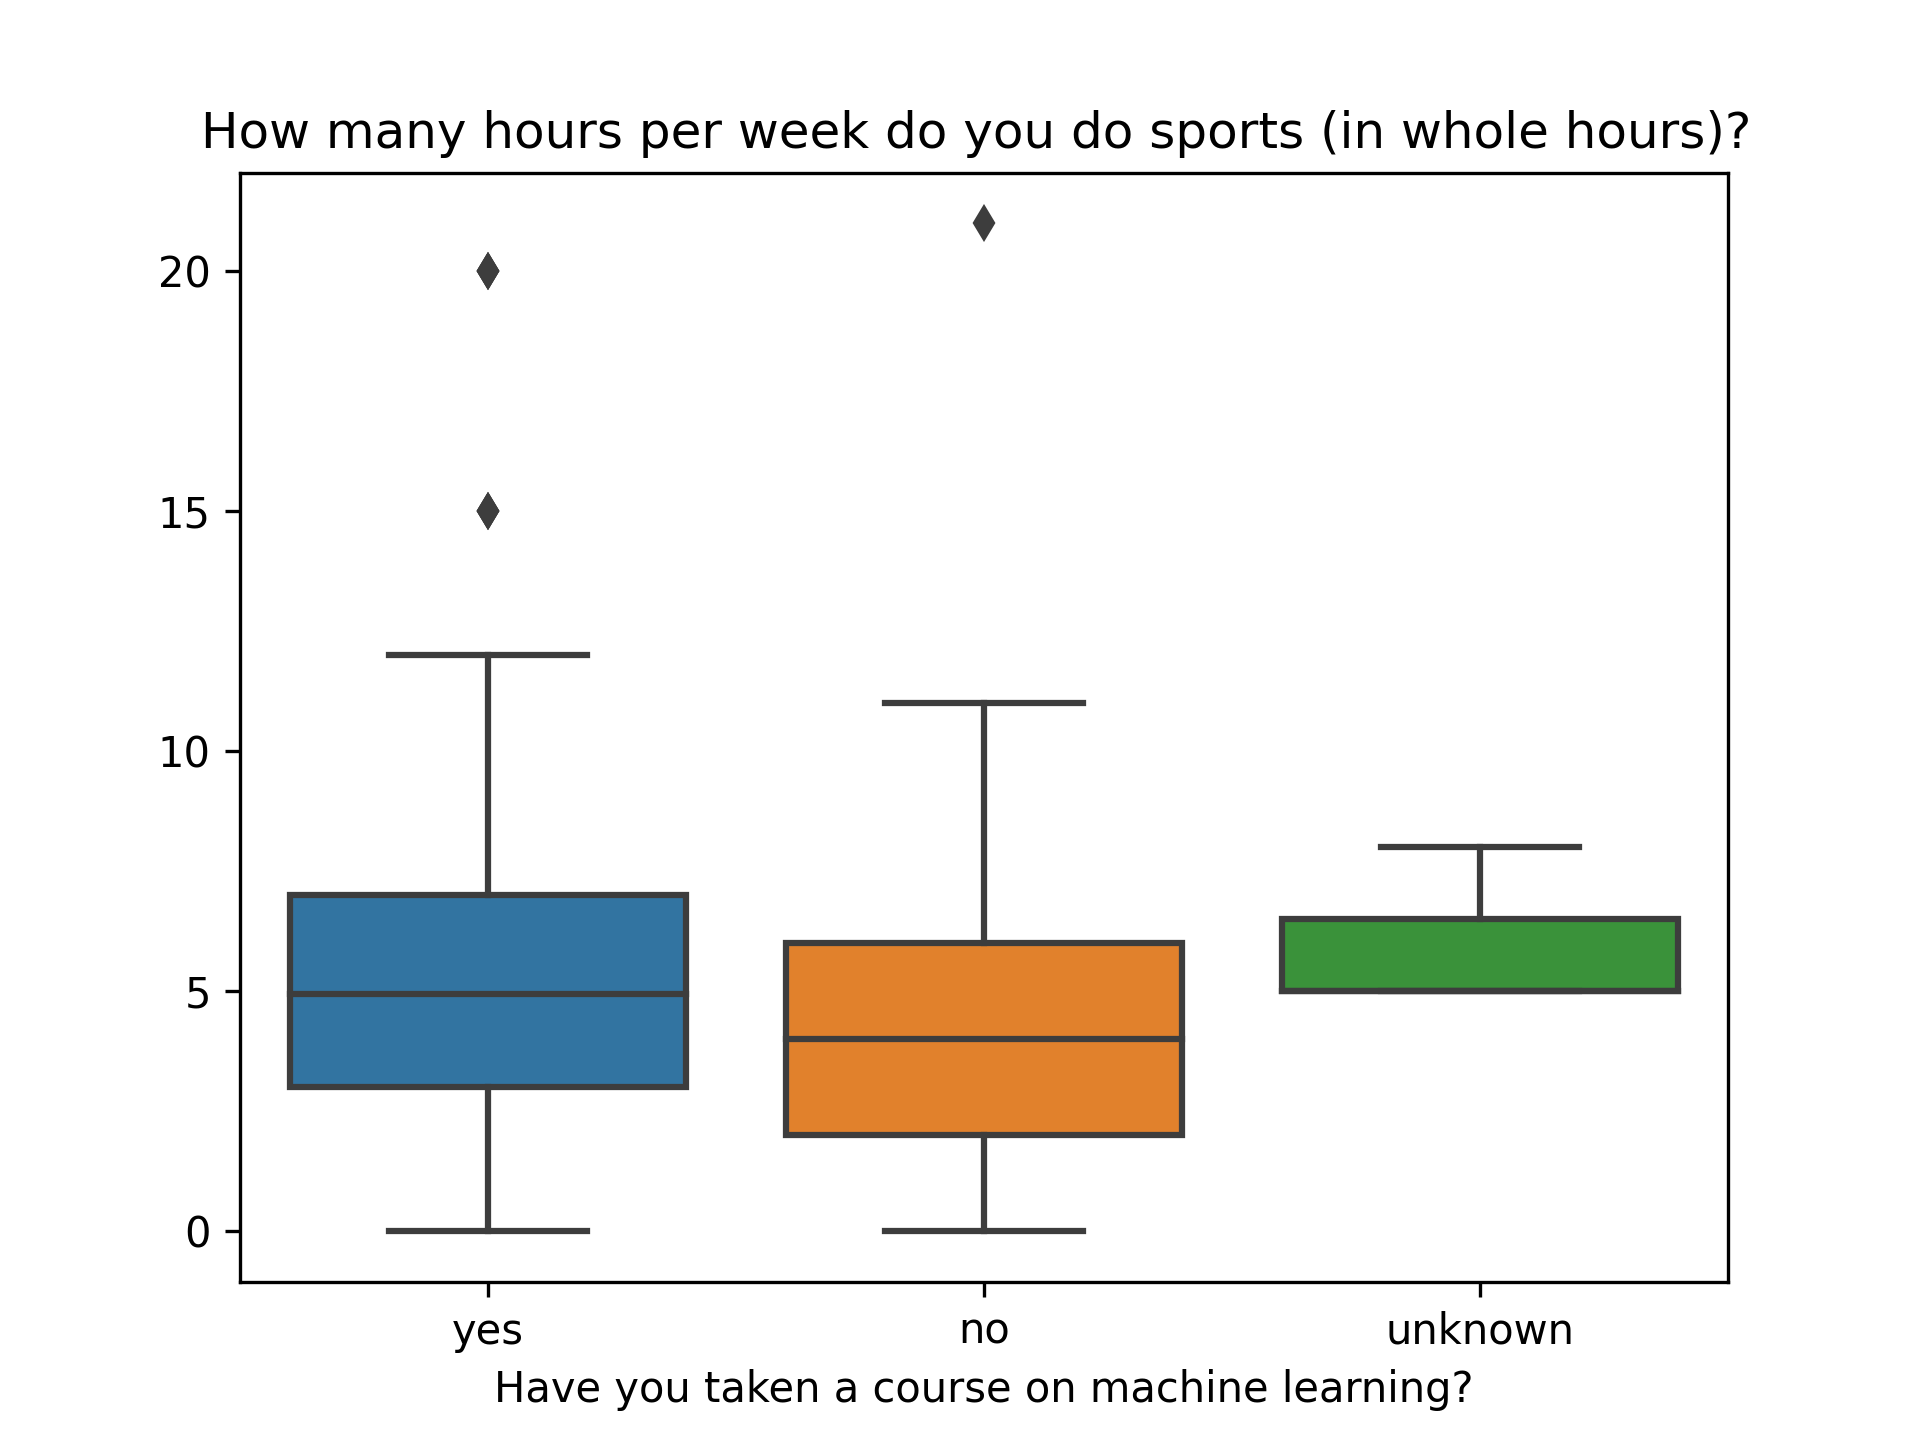 How many hours per week do you do sports (in whole hours)?
20
15
10
5
0
yes no unknown
Have you taken a course on machine learning?